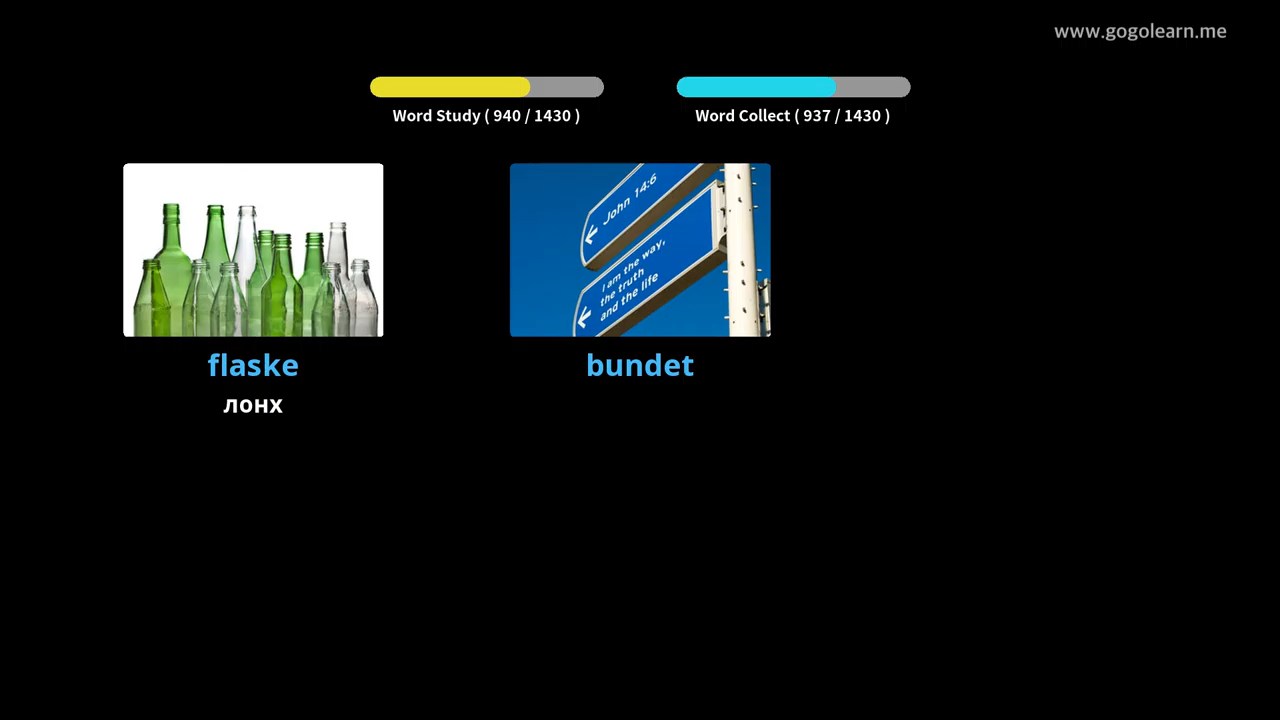 www.gogolearn.me
Word Study ( 940 / 1430 )
Word Collect ( 937 / 1430 )
John 14:6
I am the way,
the truth
and the life
flaske
bundet
лонх